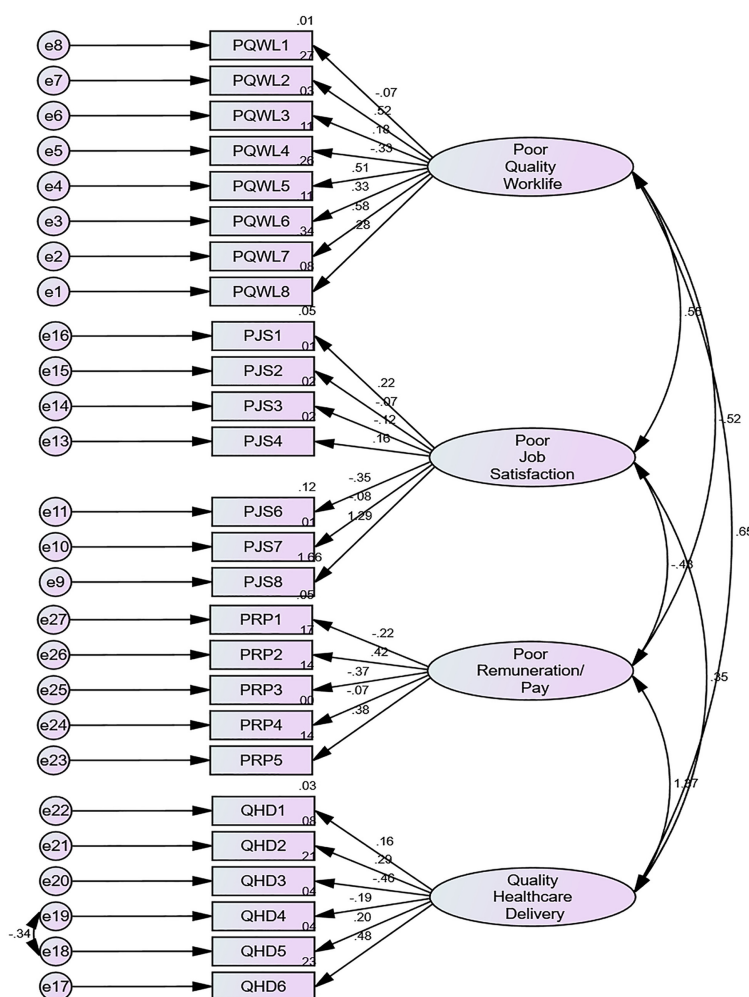 .01
e8 PQWL1
.27
e7 PQWL2
.03
e6 PQWL3
.11
e5 PQWL4
.26
e4 PQWL5
.11
e3 PQWL6
.34
e2 PQWL7
.08
e1 PQWL8
-.07
.52
.18
-.33
.51
.33
.58
.28
Poor
Quality
Worklife
.05
e16 PJS1
.01
e15 PJS2
.02
e14 PJS3
.02
e13 PJS4
.22
-.07
-.12
.16
Poor
Job
Satisfaction
.12
e11 PJS6
.01
e10 PJS7
1.66
e9 PJS8
-.35
-.08
1.29
.05
e27 PRP1
.17
e26 PRP2
.14
e25 PRP3
.00
e24 PRP4
.14
e23 PRP5
-.22
.42
-.37
-.07
.38
Poor
Remuneration/
Pay
.03
e22 QHD1
.08
e21 QHD2
.21
e20 QHD3
.04
e19 QHD4
.04
e18 QHD5
.23
e17 QHD6
-.34
.16
.29
-.46
-.19
.20
.48
Quality
Healthcare
Delivery
-.52
.65
.35